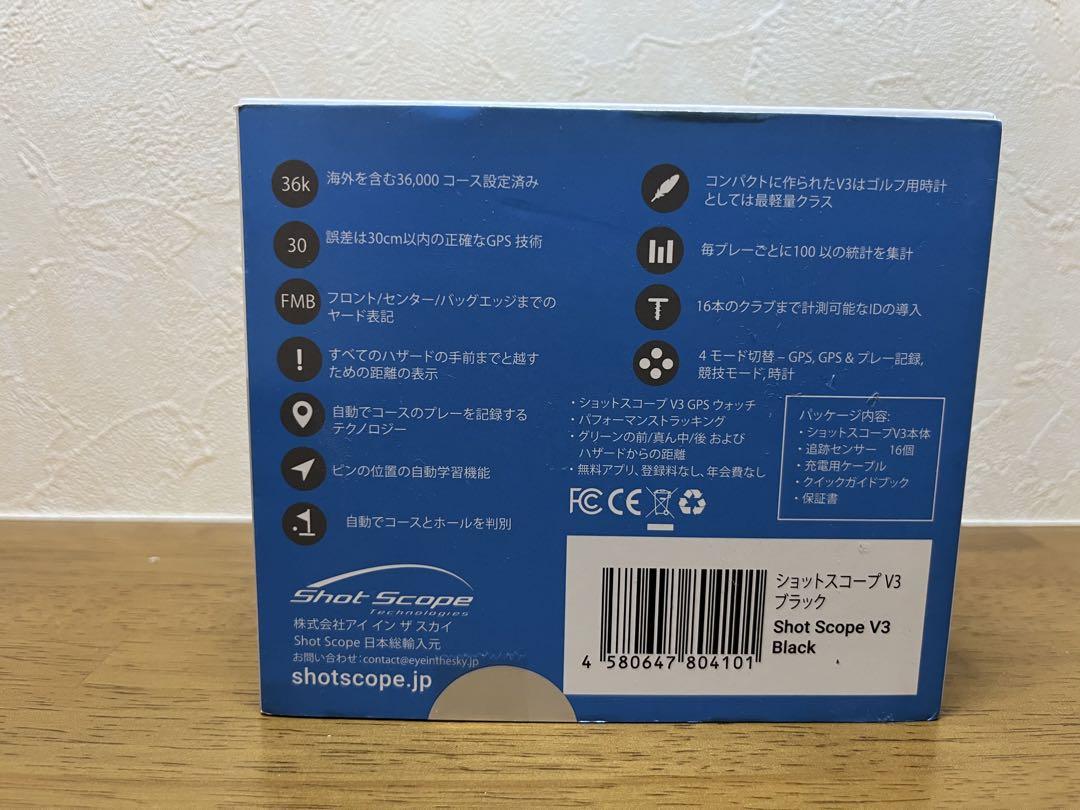 36k
海外を含む36,000 コース設定済み
30
誤差は30cm以内の正確なGPS 技術
FMB
フロント/センター/バッグエッジまでの
ヤード表記
!
すべてのハザードの手前までと越す
ための距離の表示
自動でコースのプレーを記録する
テクノロジー
ピンの位置の自動学習機能
自動でコースとホールを判別
コンパクトに作られたV3はゴルフ用時計
としては最軽量クラス
毎プレーごとに100 以の統計を集計
16本のクラブまで計測可能なIDの導入
4 モード切替 – GPS, GPS & プレー記録,
競技モード, 時計
・ショットスコープ V3 GPS ウォッチ
・パフォーマンストラッキング
・グリーンの前/真ん中/後 および
ハザードからの距離
・無料アプリ、登録料なし、年会費なし
FC CE
パッケージ内容:
・ショットスコープV3本体
・追跡センサー 16個
・充電用ケーブル
・クイックガイドブック
・保証書
Shot Scope
Technologies
株式会社アイ イン ザ スカイ
Shot Scope 日本総輸入元
お問い合わせ：contact@eyeinthesky.jp
shotscope.jp
ショットスコープ V3
ブラック
Shot Scope V3
Black
4 580647 804101